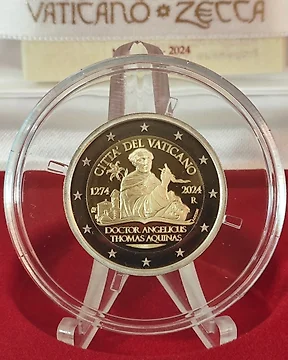 VATICANO ZECCA
2024
CITTA' DEL VATICANO
1274 2024
R
DOCTOR ANGELICUS
THOMAS AQUINAS